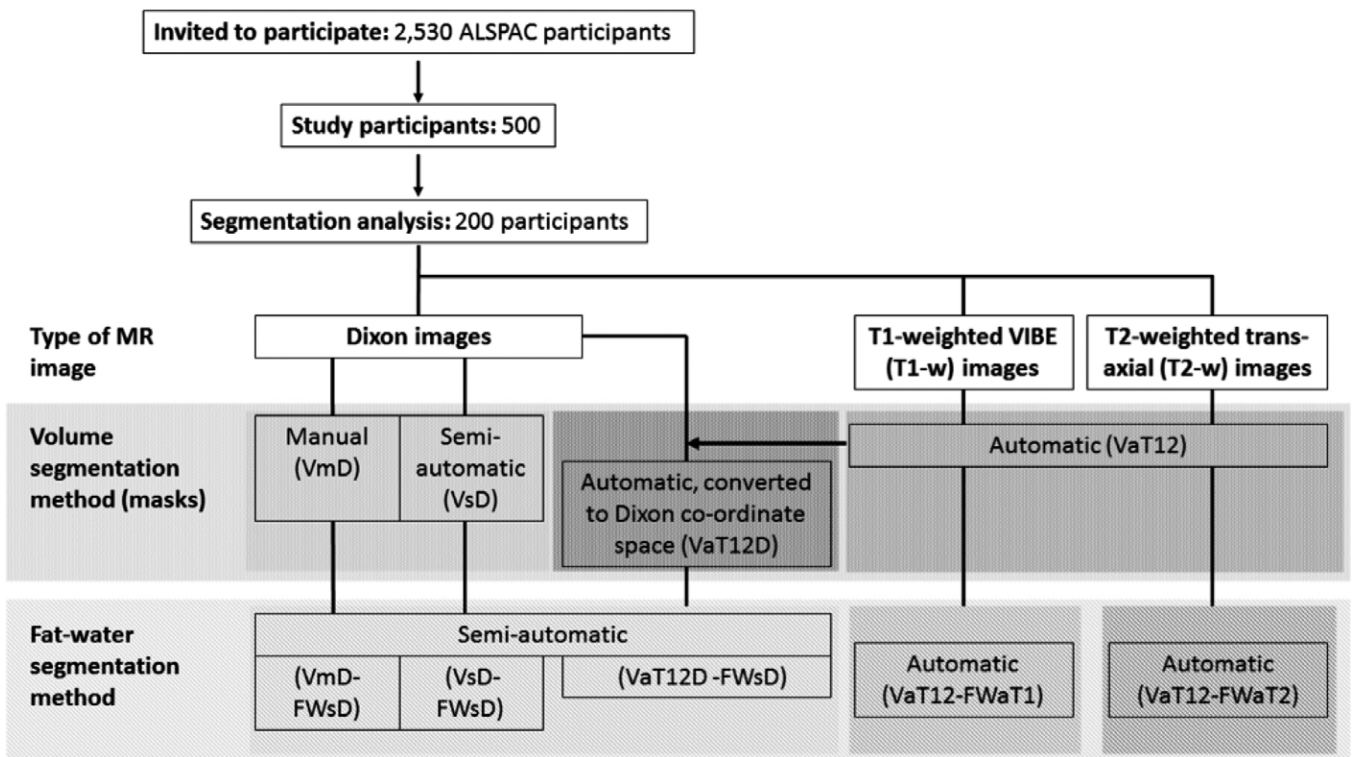 Invited to participate: 2,530 ALSPAC participants
Study participants: 500
Segmentation analysis: 200 participants
Type of MR
image
Dixon images
T1-weighted VIBE
(T1-w) images
T2-weighted trans-
axial (T2-w) images
Volume
segmentation
method (masks)
Manual
(VmD)
Semi-
automatic
(VsD)
Automatic, converted
to Dixon co-ordinate
space (VaT12D)
Automatic (VaT12)
Fat-water
segmentation
method
Semi-automatic
(VmD-
FWsD)
(VsD-
FWsD)
(VaT12D -FWsD)
Automatic
(VaT12-FWaT1)
Automatic
(VaT12-FWaT2)